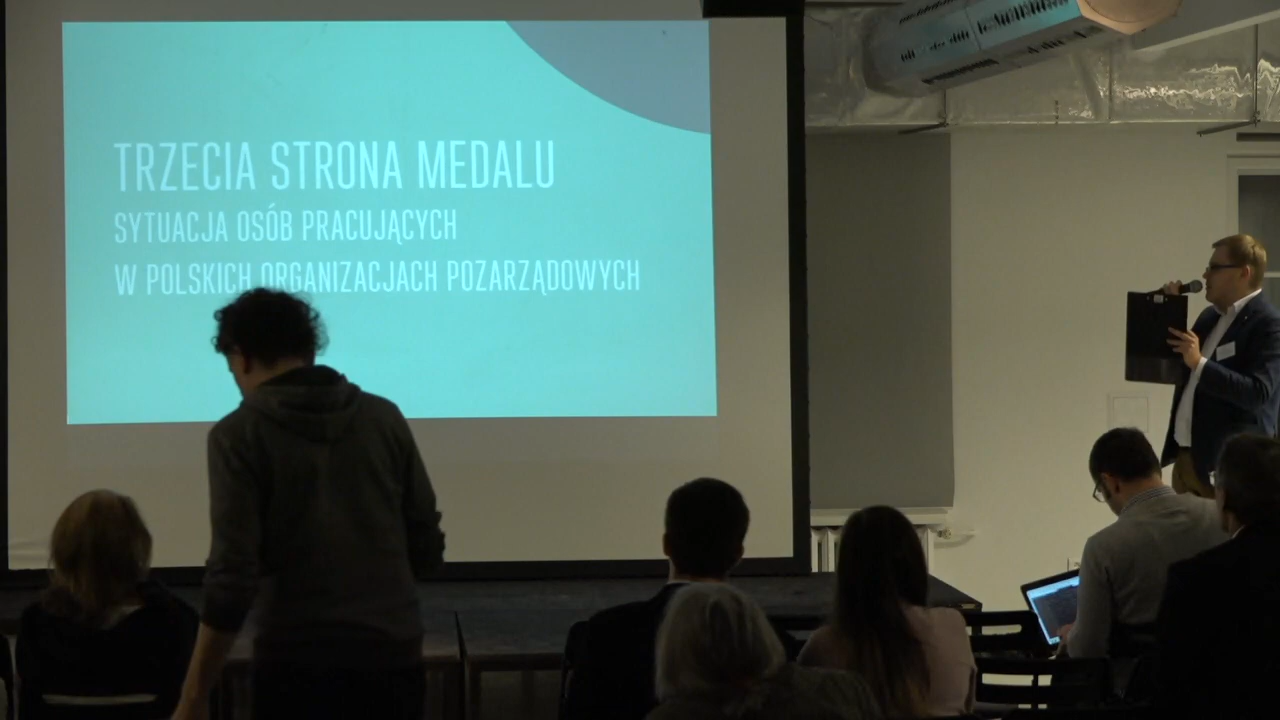 TRZECIA STRONA MEDALU
SYTUACJA OSÓB PRACUJĄCYCH
W POLSKICH ORGANIZACJACH POZARZĄDOWYCH